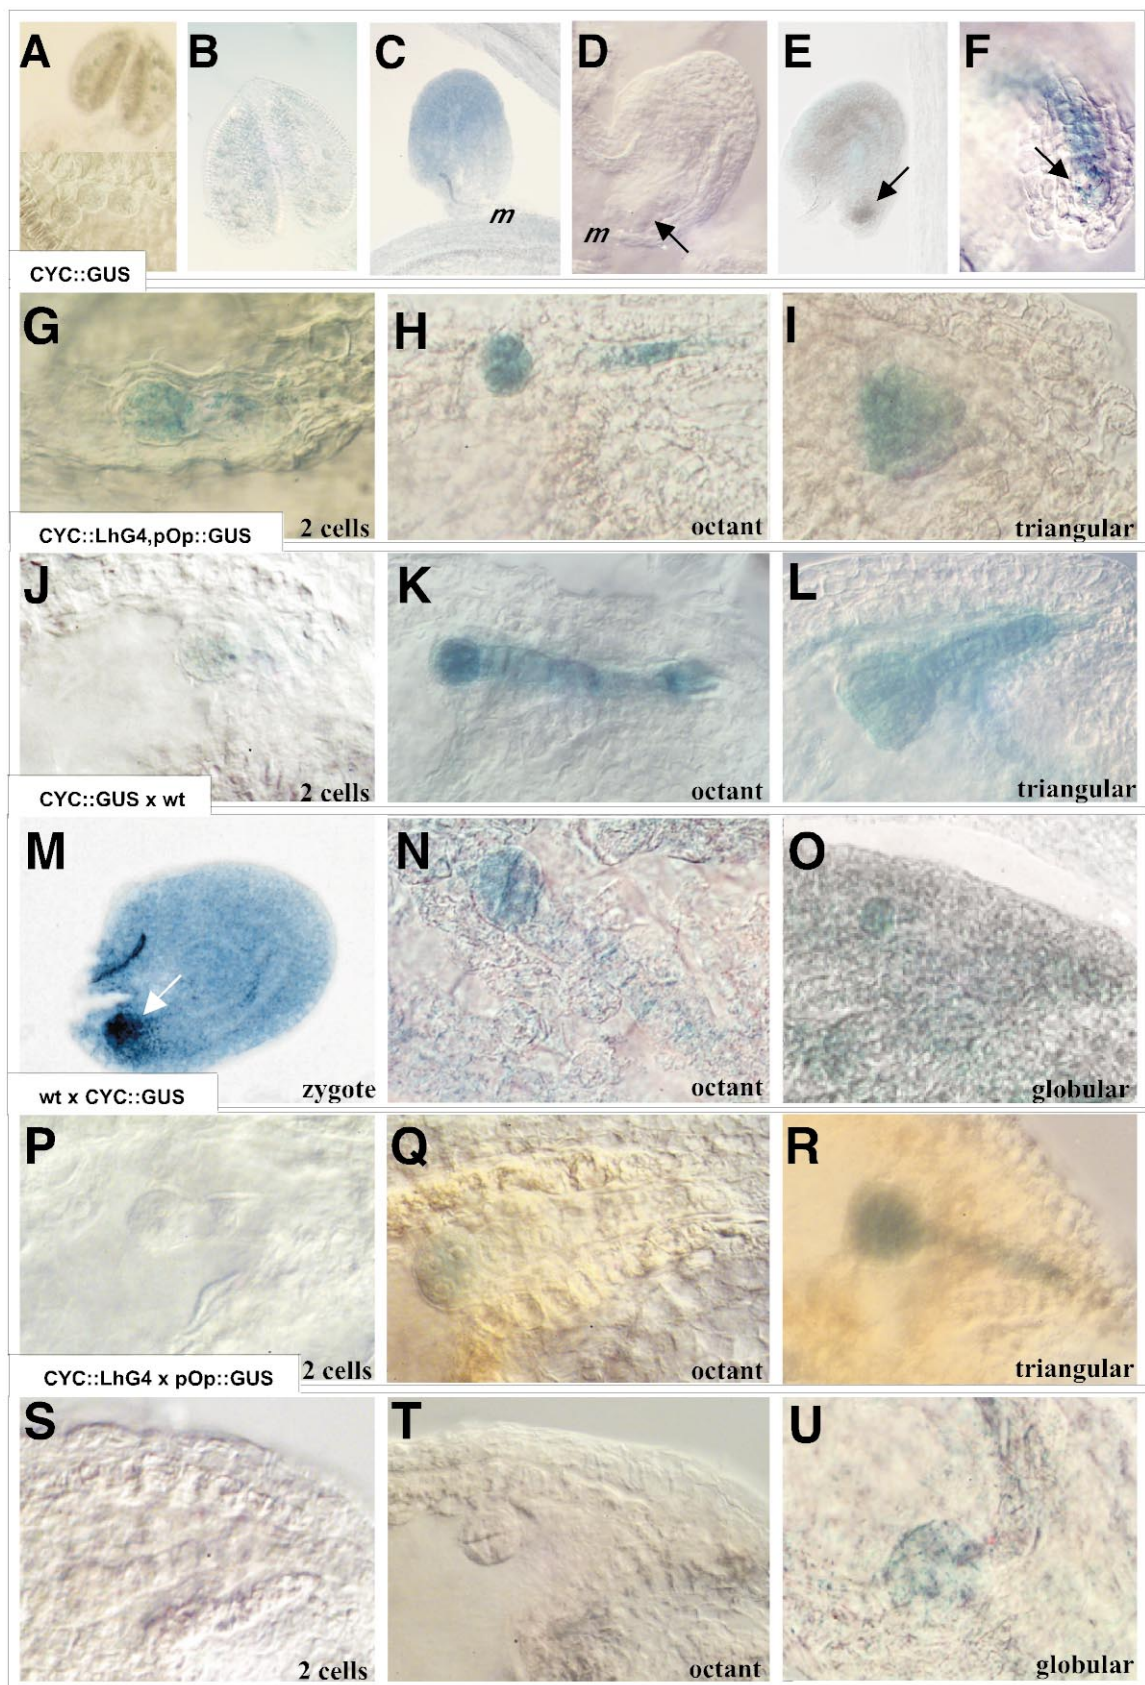 A B C D E F
m m
CYC::GUS
G H I
2 cells octant triangular
CYC::LhG4,pOp::GUS
J K L
2 cells octant triangular
CYC::GUS x wt
M N O
zygote octant globular
wt x CYC::GUS
P Q R
2 cells octant triangular
CYC::LhG4 x pOp::GUS
S T U
2 cells octant globular